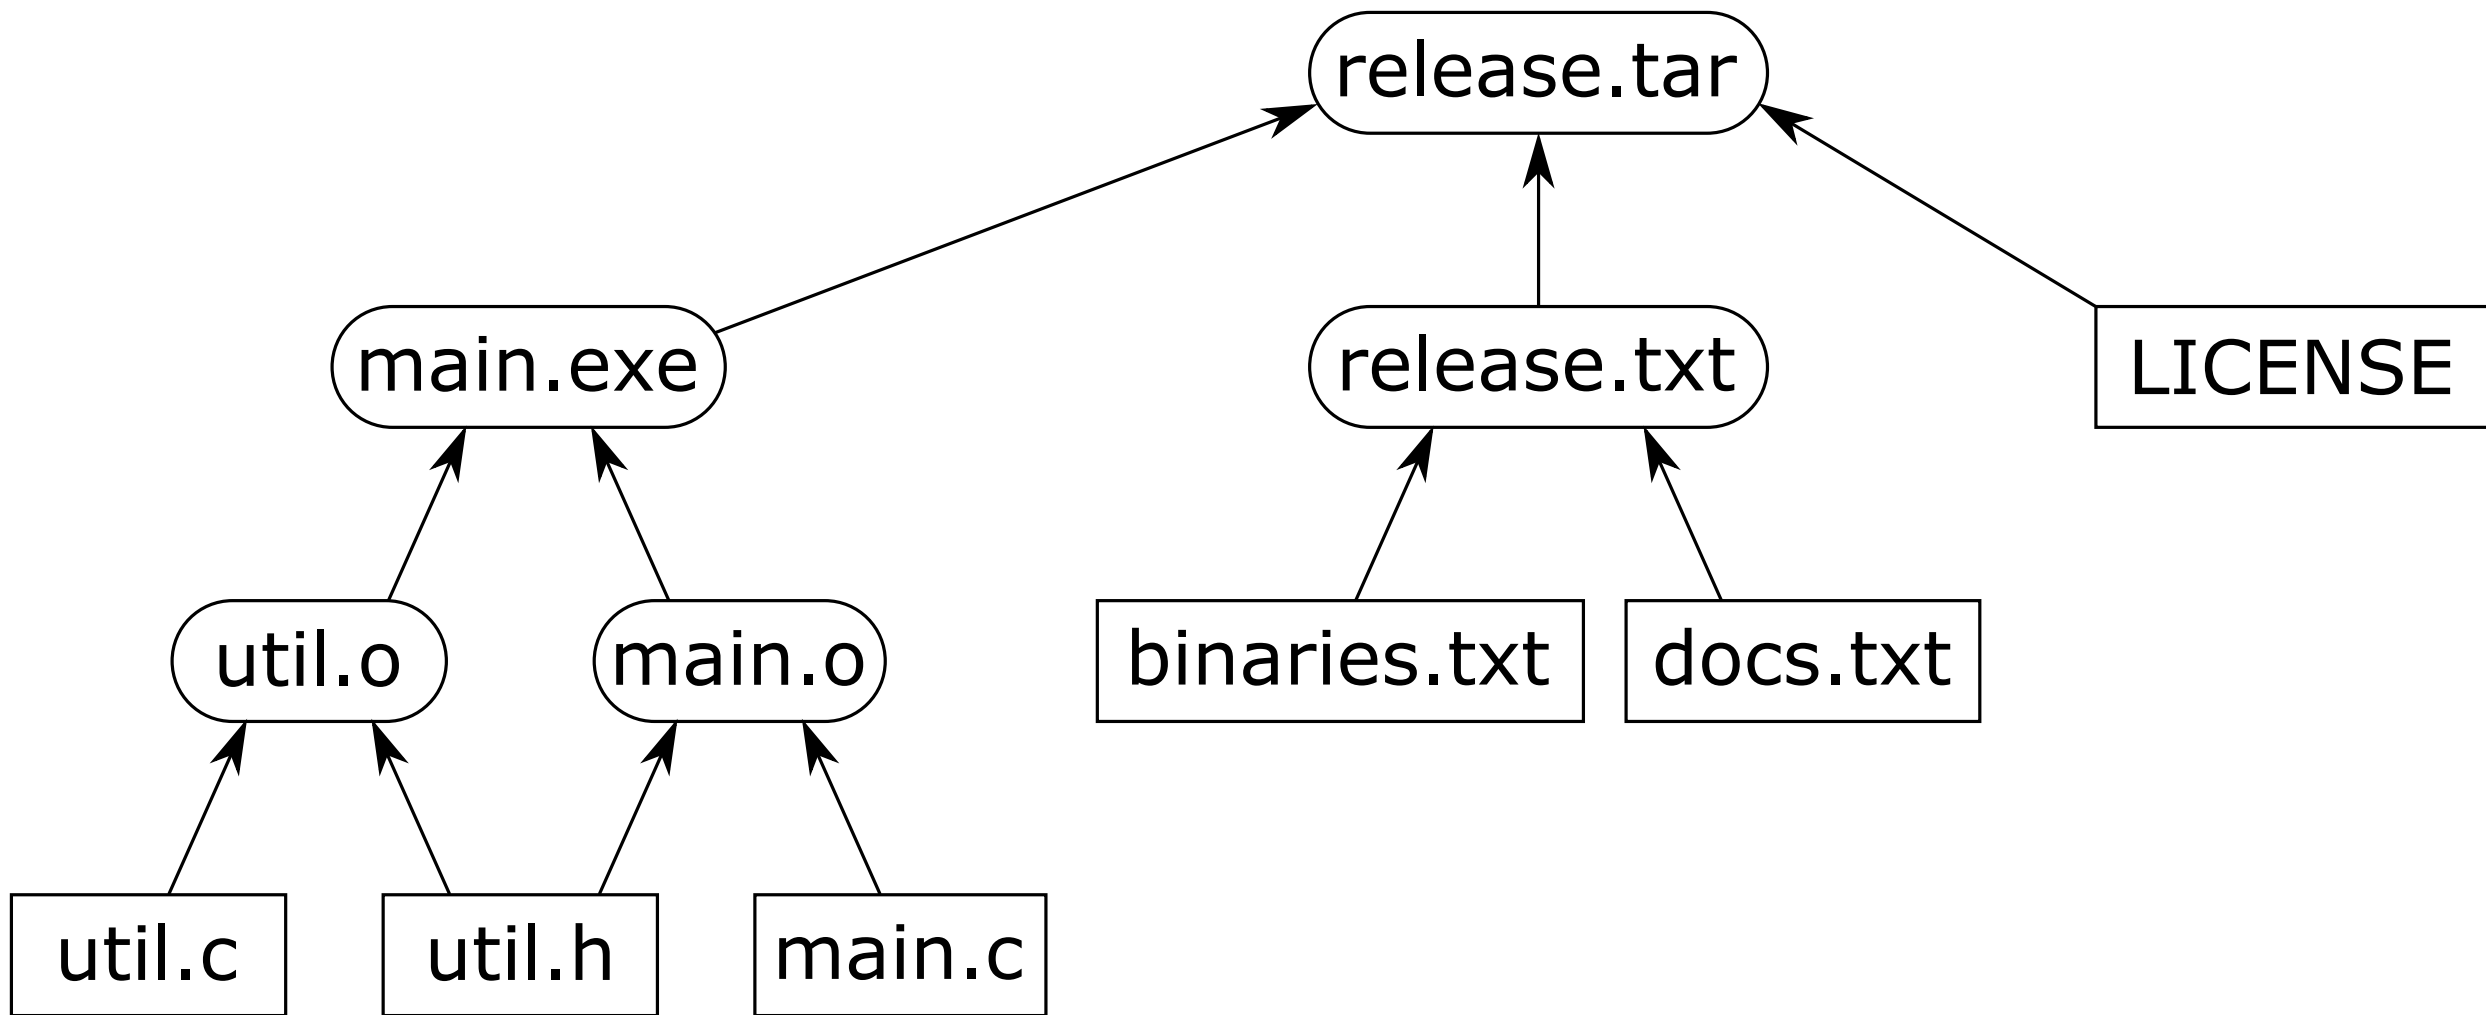 release.tar
main.exe
release.txt
LICENSE
util.o
main.o
binaries.txt
docs.txt
util.c
util.h
main.c